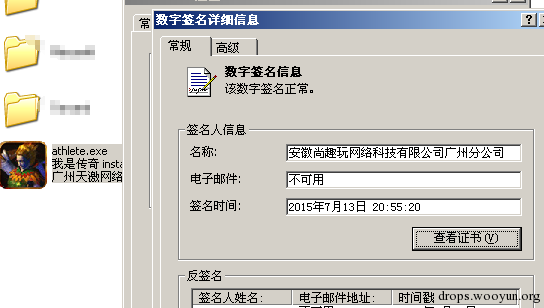 数字签名详细信息
常规
高级
数字签名信息
该数字签名正常。
签名人信息
名称:
安徽尚趣玩网络科技有限公司广州分公司
电子邮件:
不可用
签名时间:
2015年7月13日 20:55:20
查看证书(V)
反签名
签名人姓名:
电子邮件地址:
时间戳
athlete.exe
我是传奇 insta
广州天邈网络
drops.wooyun.org